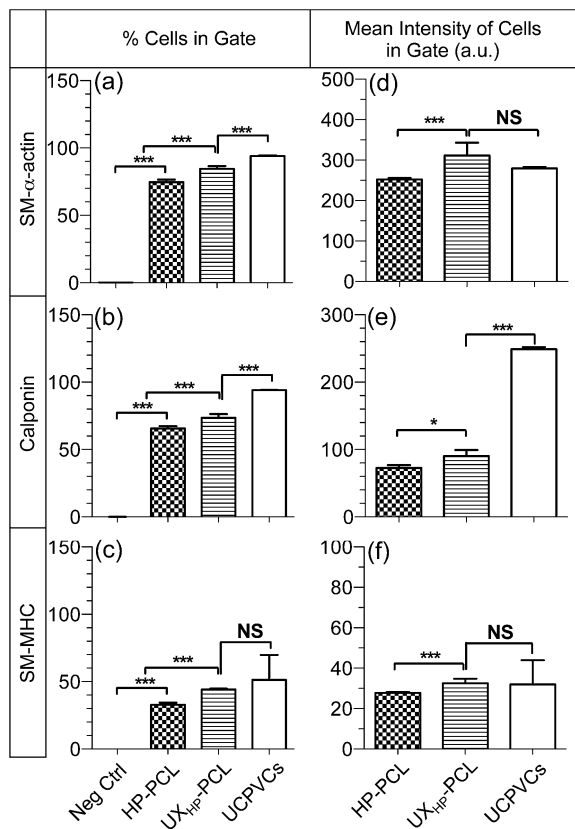 % Cells in Gate
Mean Intensity of Cells
in Gate (a.u.)
SM-α-actin
(a)
150
100
50
0
***
***
***
(d)
500
400
300
200
100
0
***
NS
Calponin
(b)
150
100
50
0
***
***
***
(e)
300
200
100
0
*
***
SM-MHC
(c)
150
100
50
0
***
***
NS
(f)
100
80
60
40
20
0
***
NS
Neg Ctrl
HP-PCL
UXHP-PCL
UCPVCs
HP-PCL
UXHP-PCL
UCPVCs